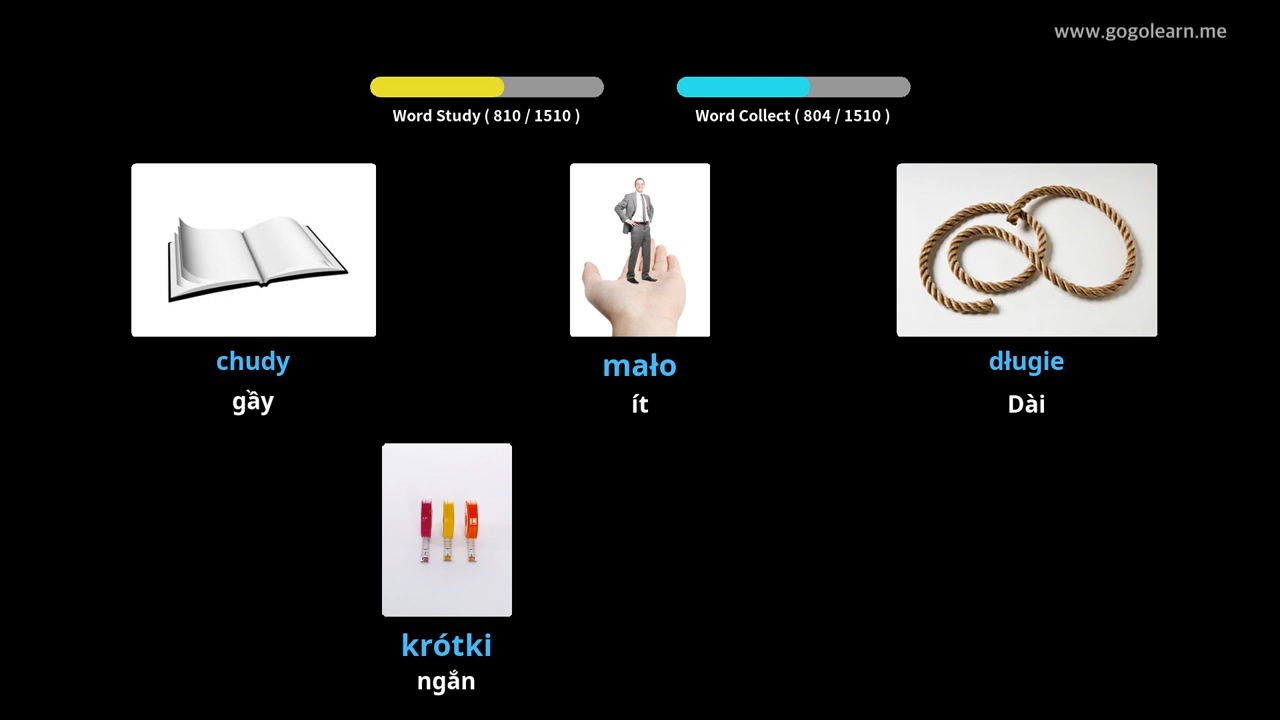 www.gogolearn.me
Word Study ( 810 / 1510 )
Word Collect ( 804 / 1510 )
chudy
gầy
mało
ít
długie
Dài
krótki
ngắn